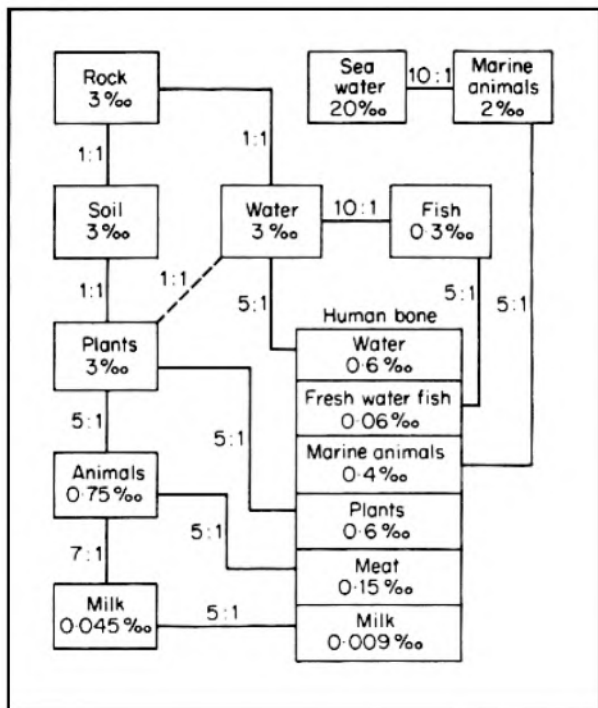 Rock
3‰
Sea
water
20‰
10:1
Marine
animals
2‰
1:1
1:1
Soil
3‰
Water
3‰
10:1
Fish
0·3‰
1:1
1:1
5:1
5:1
5:1
Human bone
Plants
3‰
Water
0·6‰
Fresh water fish
0·06‰
5:1
5:1
Marine animals
0·4‰
Animals
0·75‰
Plants
0·6‰
5:1
7:1
Meat
0·15‰
Milk
0·045‰
5:1
Milk
0·009‰